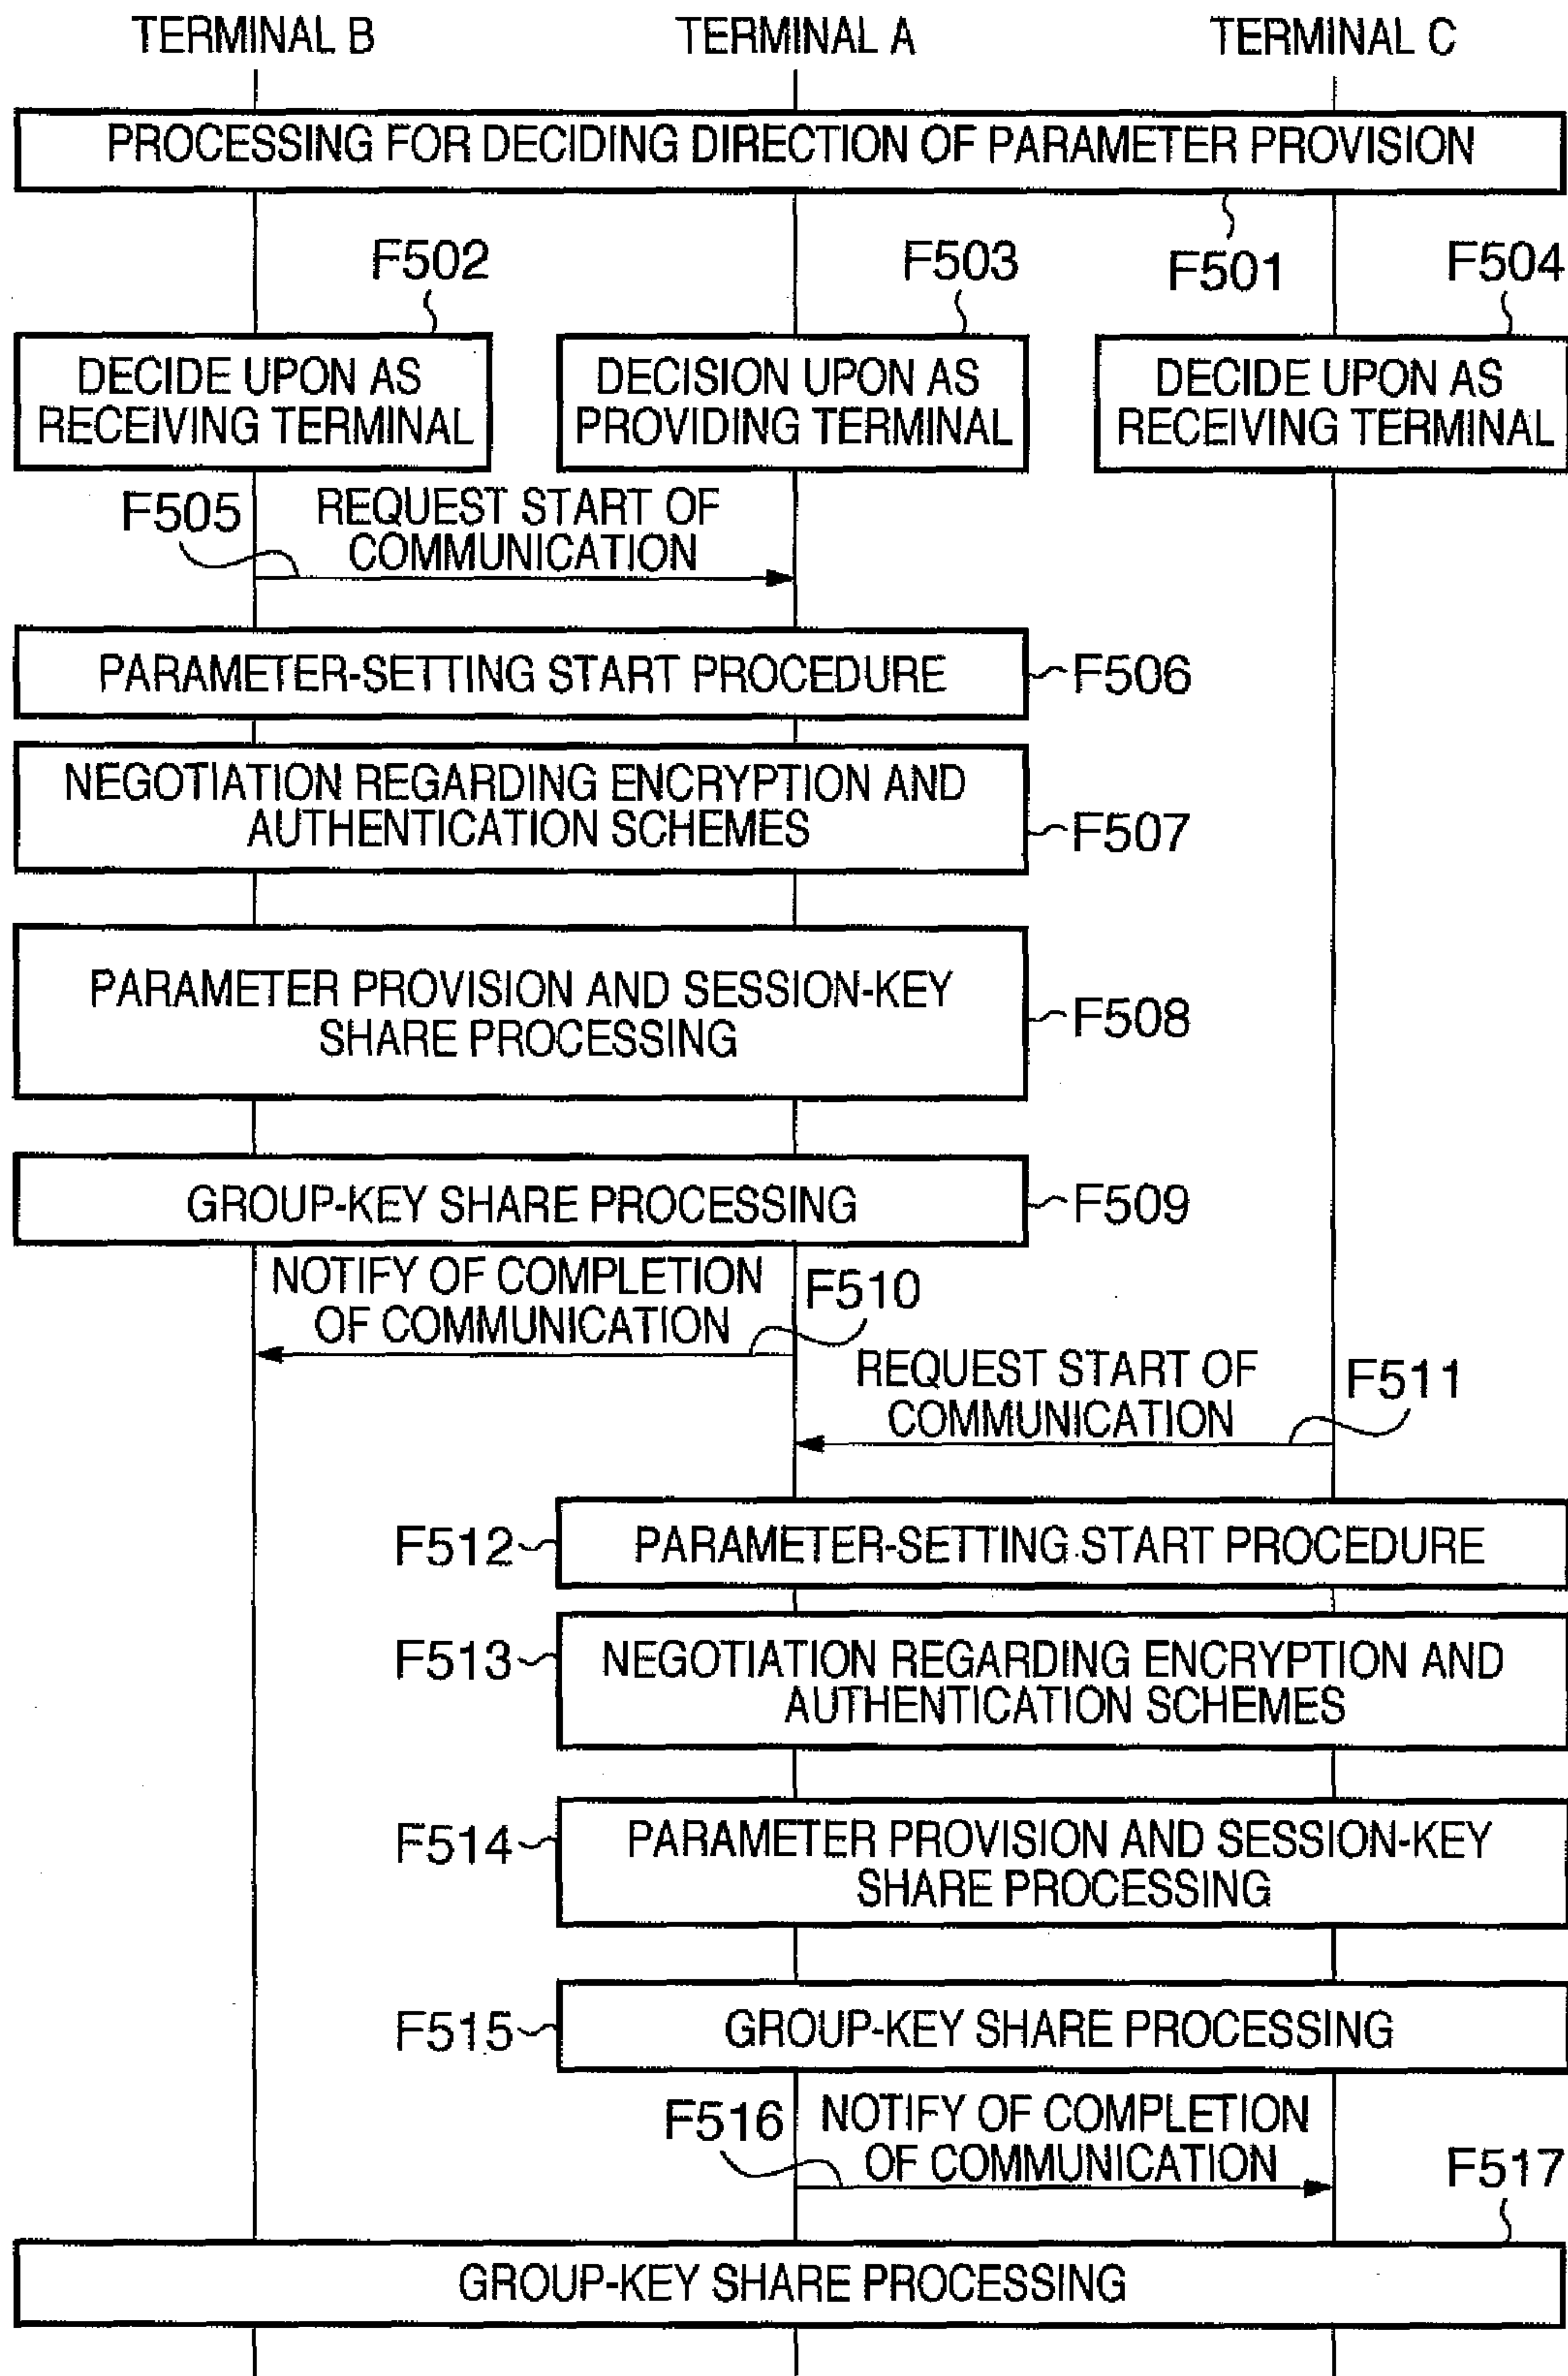 TERMINAL B
TERMINAL A
TERMINAL C
PROCESSING FOR DECIDING DIRECTION OF PARAMETER PROVISION
F501
F502
F503
F504
DECIDE UPON AS
RECEIVING TERMINAL
DECISION UPON AS
PROVIDING TERMINAL
DECIDE UPON AS
RECEIVING TERMINAL
F505
REQUEST START OF
COMMUNICATION
PARAMETER-SETTING START PROCEDURE
F506
NEGOTIATION REGARDING ENCRYPTION AND
AUTHENTICATION SCHEMES
F507
PARAMETER PROVISION AND SESSION-KEY
SHARE PROCESSING
F508
GROUP-KEY SHARE PROCESSING
F509
NOTIFY OF COMPLETION
OF COMMUNICATION
F510
REQUEST START OF
COMMUNICATION
F511
F512
PARAMETER-SETTING START PROCEDURE
F513
NEGOTIATION REGARDING ENCRYPTION AND
AUTHENTICATION SCHEMES
F514
PARAMETER PROVISION AND SESSION-KEY
SHARE PROCESSING
F515
GROUP-KEY SHARE PROCESSING
F516
NOTIFY OF COMPLETION
OF COMMUNICATION
F517
GROUP-KEY SHARE PROCESSING